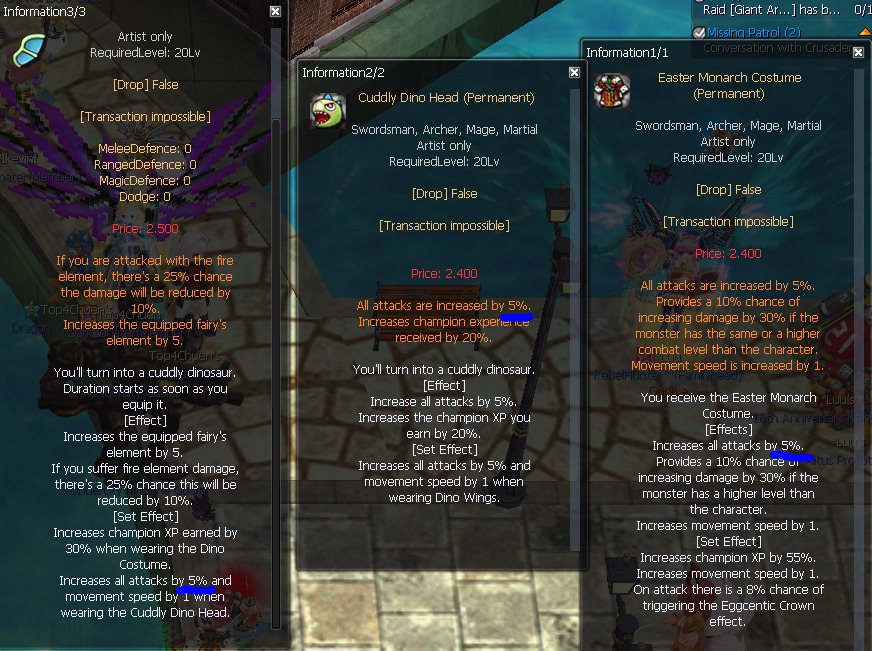 Information3/3
Artist only
RequiredLevel: 20Lv
[Drop] False
[Transaction impossible]
MeleeDefence: 0
RangedDefence: 0
MagicDefence: 0
Dodge: 0
Price: 2.500
If you are attacked with the fire
element, there's a 25% chance
the damage will be reduced by
10%.
Increases the equipped fairy's
element by 5.
You'll turn into a cuddly dinosaur.
Duration starts as soon as you
equip it.
[Effect]
Increases the equipped fairy's
element by 5.
If you suffer fire element damage,
there's a 25% chance this will be
reduced by 10%.
[Set Effect]
Increases champion XP earned by
30% when wearing the Dino
Costume.
Increases all attacks by 5% and
movement speed by 1 when
wearing the Cuddly Dino Head.
Information2/2
Cuddly Dino Head (Permanent)
Swordsman, Archer, Mage, Martial
Artist only
RequiredLevel: 20Lv
[Drop] False
[Transaction impossible]
Price: 2.400
All attacks are increased by 5%.
Increases champion experience
received by 20%.
You'll turn into a cuddly dinosaur.
[Effect]
Increase all attacks by 5%.
Increases the champion XP you
earn by 20%.
[Set Effect]
Increases all attacks by 5% and
movement speed by 1 when
wearing Dino Wings.
Raid [Giant Ar...] has b... 0/1
Missing Patrol (2)
Conversation with Crusader
Information1/1
Easter Monarch Costume
(Permanent)
Swordsman, Archer, Mage, Martial
Artist only
RequiredLevel: 20Lv
[Drop] False
[Transaction impossible]
Price: 2.400
All attacks are increased by 5%.
Provides a 10% chance of
increasing damage by 30% if the
monster has the same or a higher
combat level than the character.
Movement speed is increased by 1.
You receive the Easter Monarch
Costume.
[Effects]
Increases all attacks by 5%.
Provides a 10% chance of
increasing damage by 30% if the
monster has a higher level than
the character.
Increases movement speed by 1.
[Set Effect]
Increases champion XP by 55%.
Increases movement speed by 1.
On attack there is a 8% chance of
triggering the Eggcentic Crown
effect.
Top4Chuen's